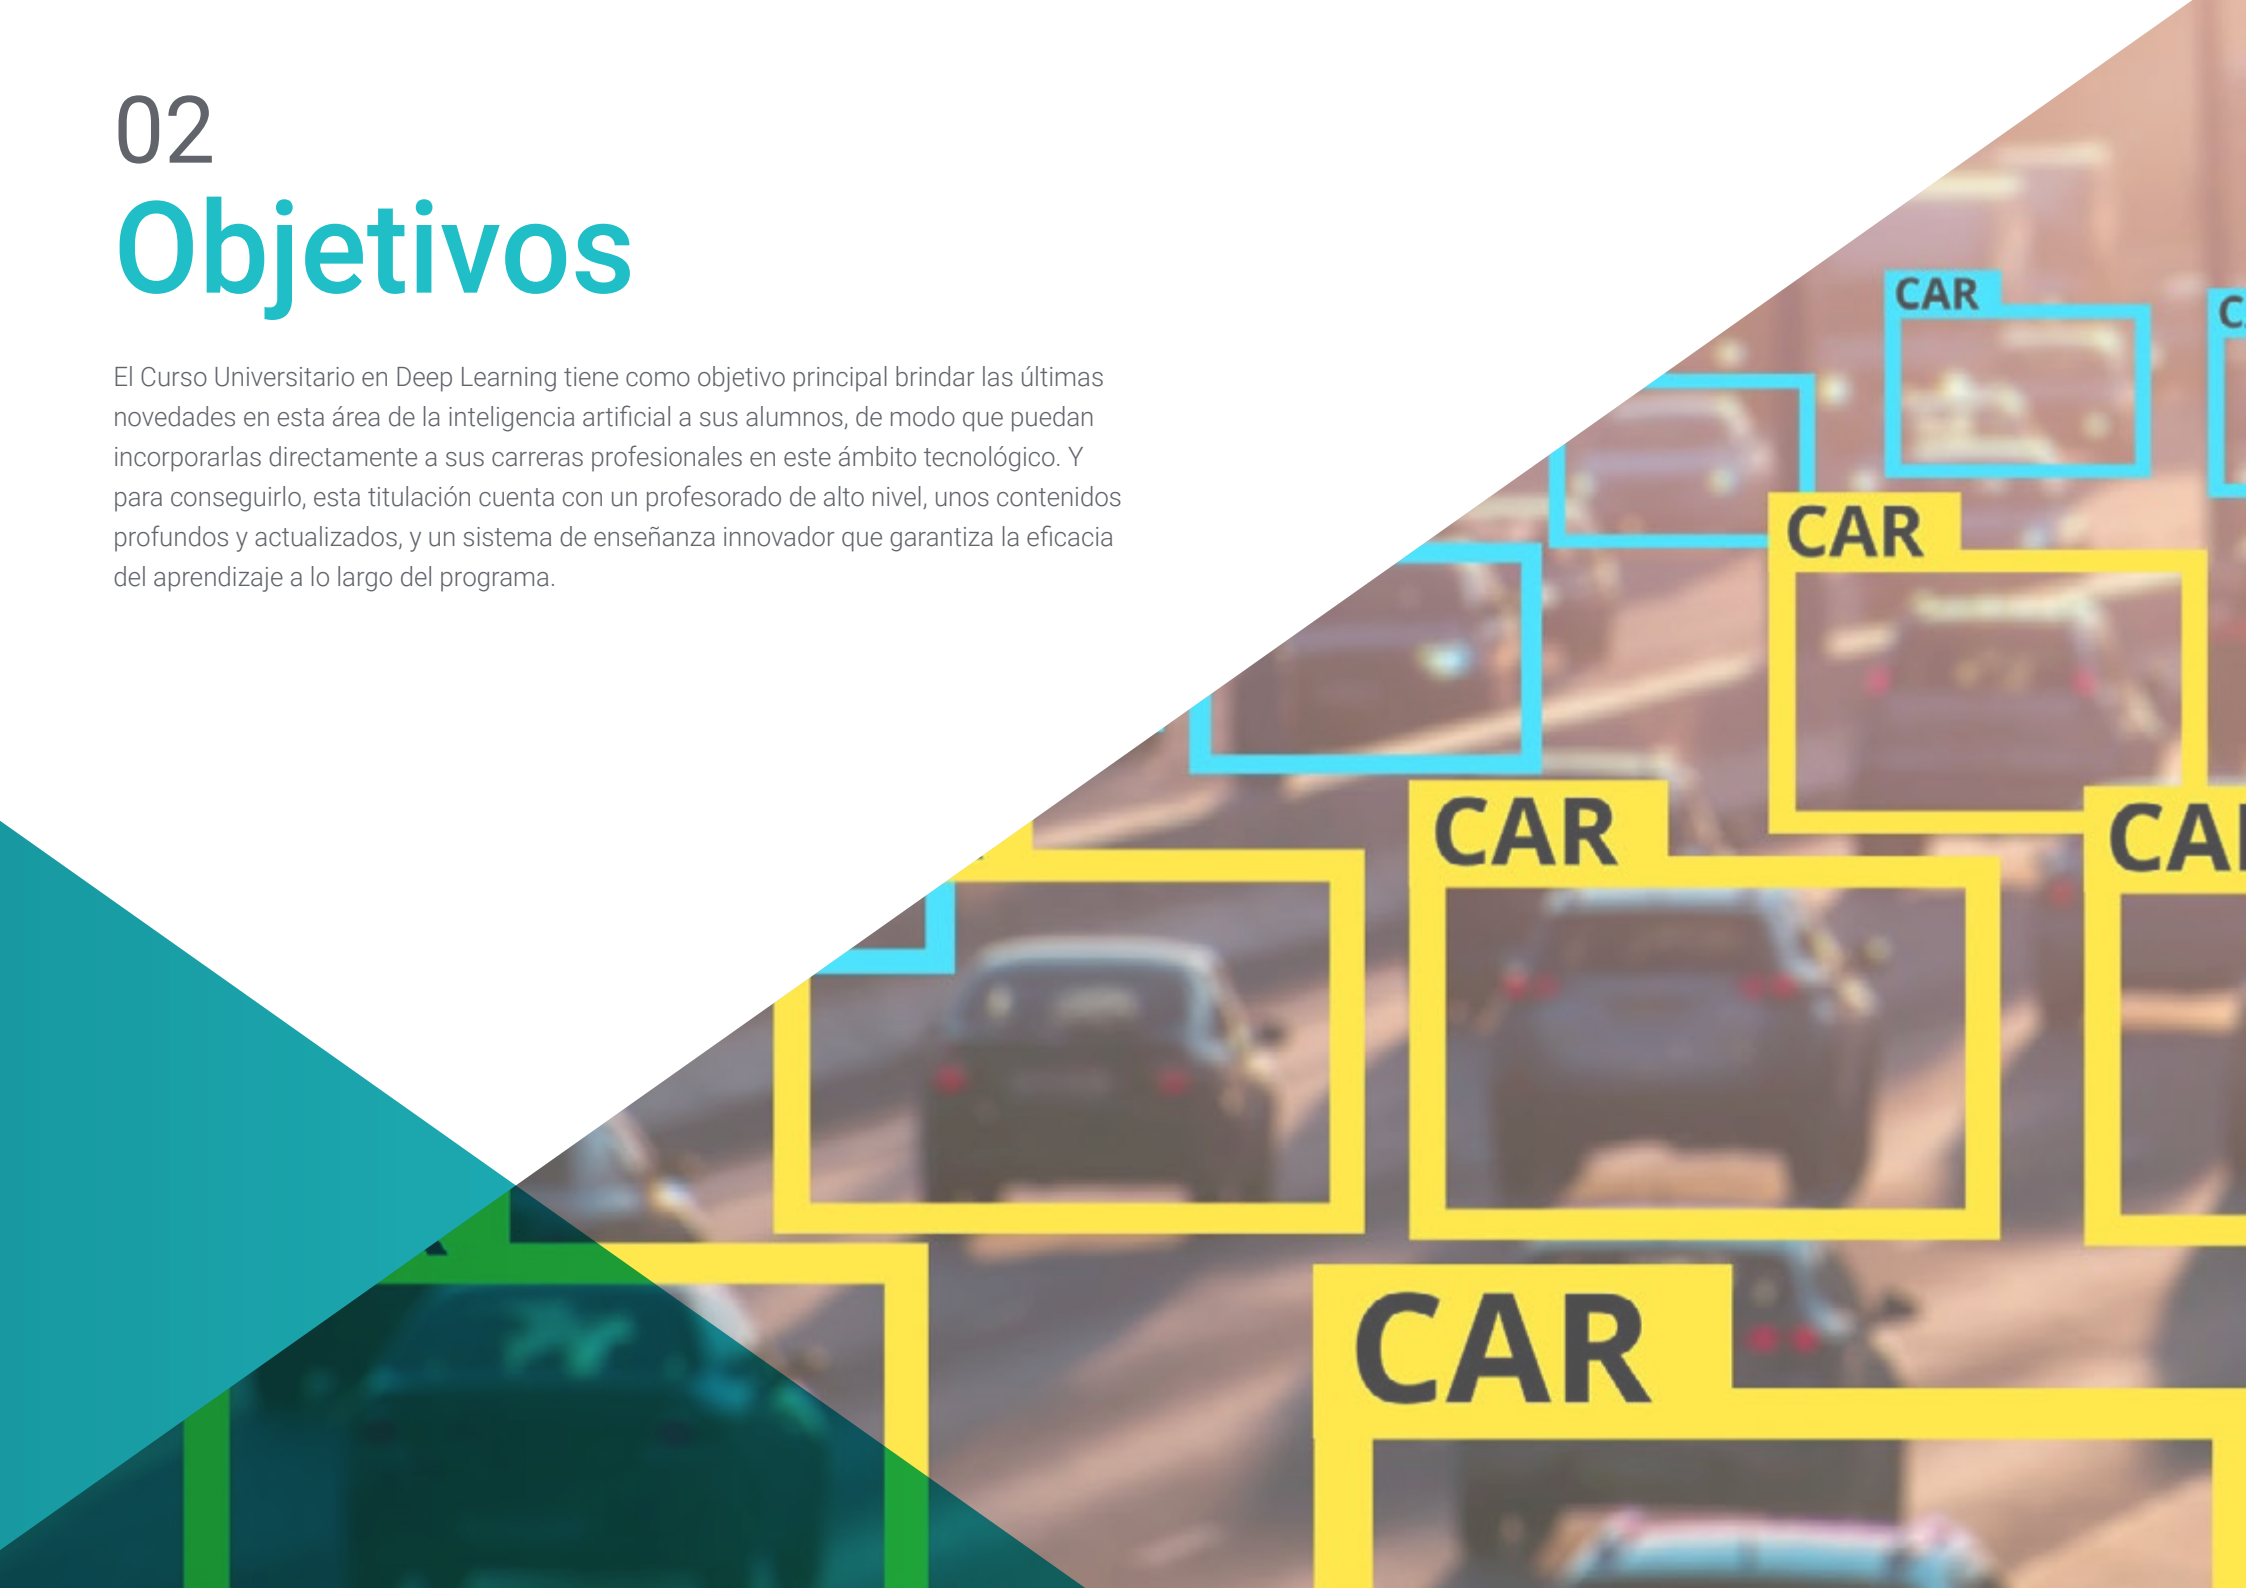 02
Objetivos
El Curso Universitario en Deep Learning tiene como objetivo principal brindar las últimas
novedades en esta área de la inteligencia artificial a sus alumnos, de modo que puedan
incorporarlas directamente a sus carreras profesionales en este ámbito tecnológico. Y
para conseguirlo, esta titulación cuenta con un profesorado de alto nivel, unos contenidos
profundos y actualizados, y un sistema de enseñanza innovador que garantiza la eficacia
del aprendizaje a lo largo del programa.
CAR
CAR
CAR
CAR